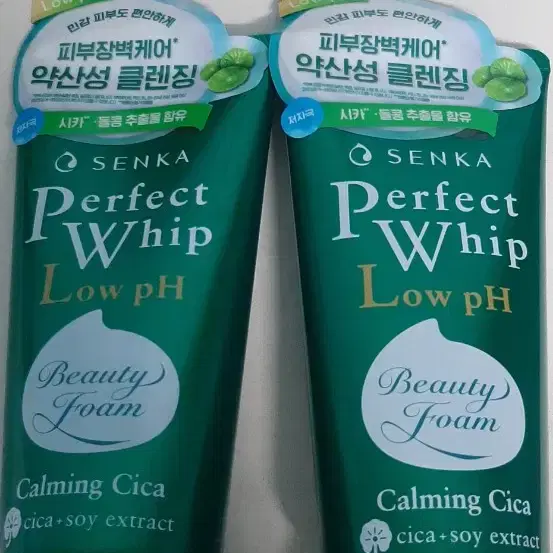 Low
민감 피부도 편안하게
피부장벽케어*
약산성 클렌징
저자극
시카** · 돌콩 추출물 함유
SENKA
Perfect
Whip
Low pH
Beauty
Foam
Calming Cica
cica + soy extract
민감 피부도 편안하게
피부장벽케어*
약산성 클렌징
저자극
시카** · 돌콩 추출물 함유
SENKA
Perfect
Whip
Low pH
Beauty
Foam
Calming Cica
cica + soy extract